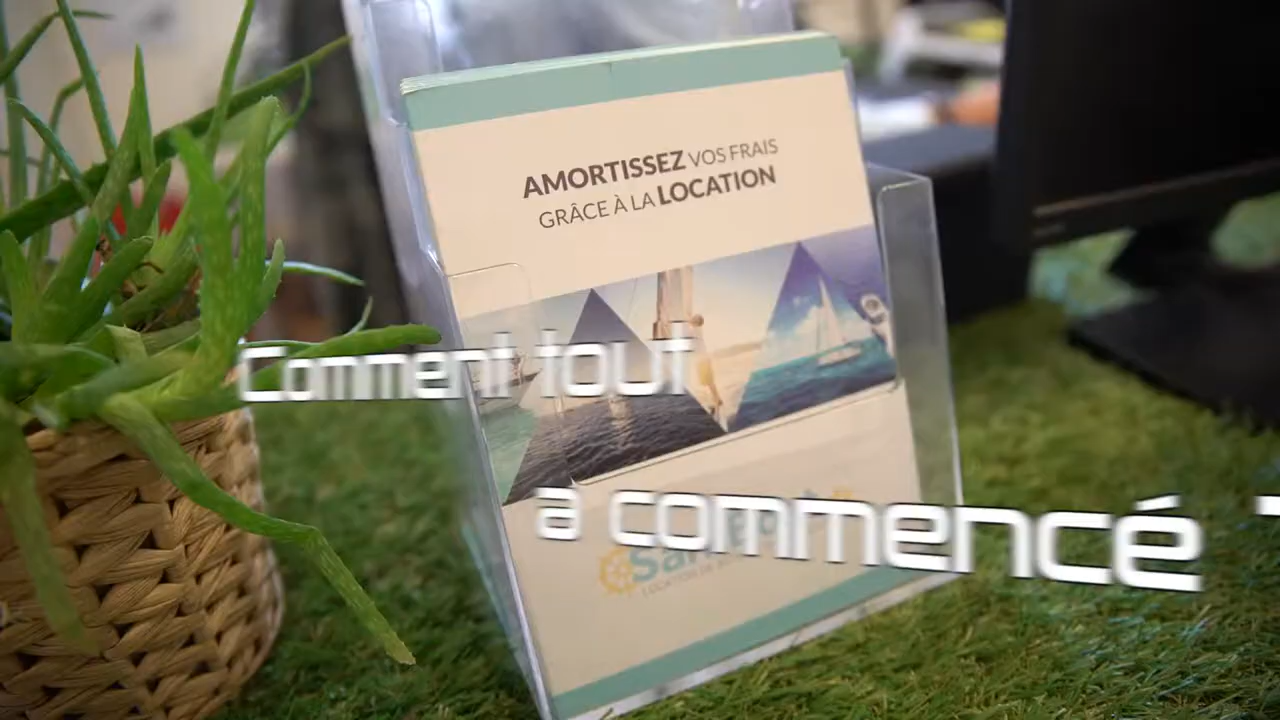 AMORTISSEZ VOS FRAIS
GRÂCE À LA LOCATION
Comment tout
a commencé